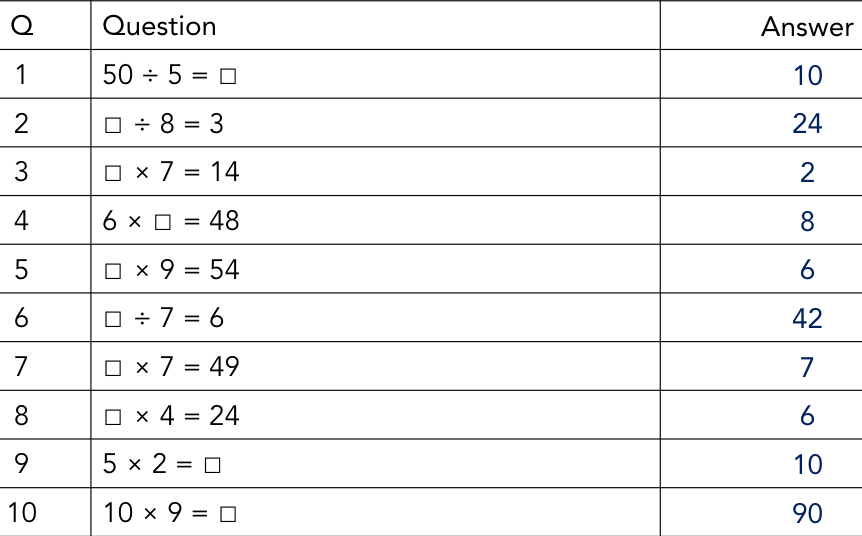 Q Question Answer
1 50 ÷ 5 = □ 10
2 □ ÷ 8 = 3 24
3 □ × 7 = 14 2
4 6 × □ = 48 8
5 □ × 9 = 54 6
6 □ ÷ 7 = 6 42
7 □ × 7 = 49 7
8 □ × 4 = 24 6
9 5 × 2 = □ 10
10 10 × 9 = □ 90